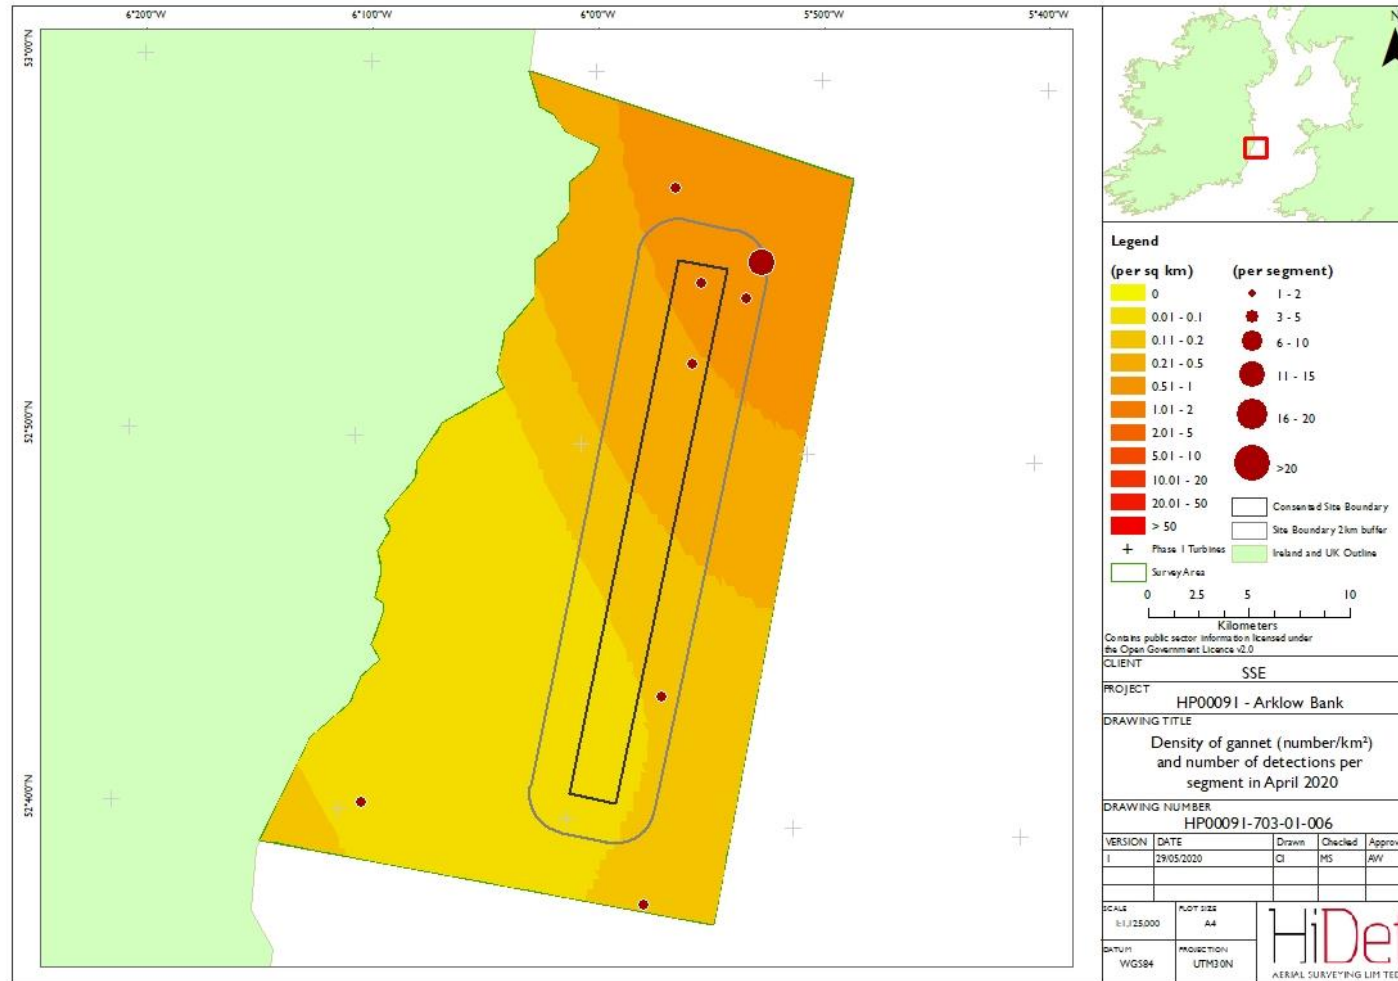 6°20'0"W 6°10'0"W 6°0'0"W 5°50'0"W 5°40'0"W
53°0'0"N
52°50'0"N
52°40'0"N
N
Legend
(per sq km) (per segment)
0 1 - 2
0.01 - 0.1 3 - 5
0.11 - 0.2 6 - 10
0.21 - 0.5
0.51 - 1 11 - 15
1.01 - 2
2.01 - 5 16 - 20
5.01 - 10
10.01 - 20 >20
20.01 - 50 Consented Site Boundary
> 50 Site Boundary 2km buffer
Phase 1 Turbines Ireland and UK Outline
Survey Area
0 2.5 5 10
Kilometers
Contains public sector information licensed under
the Open Government Licence v2.0
CLIENT
SSE
PROJECT
HP00091 - Arklow Bank
DRAWING TITLE
Density of gannet (number/km²)
and number of detections per
segment in April 2020
DRAWING NUMBER
HP00091-703-01-006
VERSION DATE Drawn Checked Approv
1 29/05/2020 CI MS AW
SCALE PLOT SIZE
A4
DATUM PROJECTION
WGS84 UTM30N
HiDef
AERIAL SURVEYING LIMITED